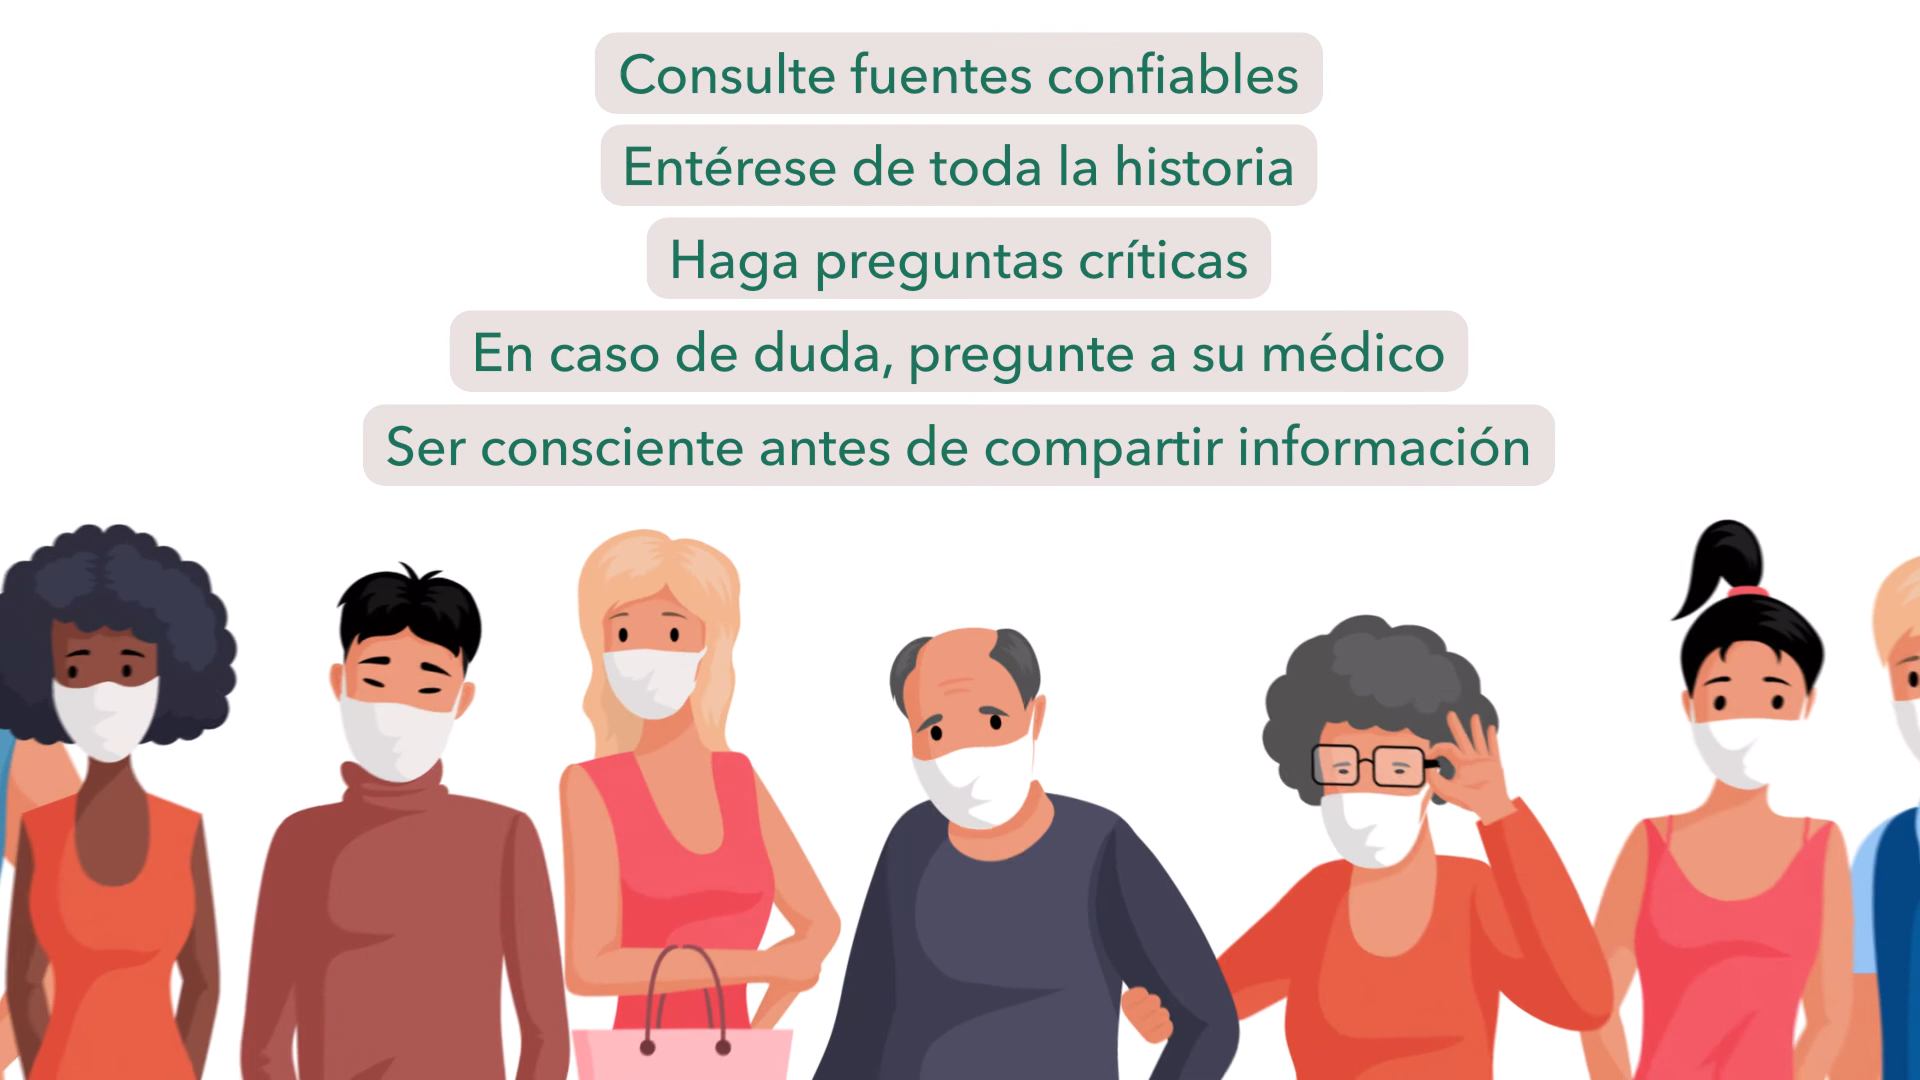 Consulte fuentes confiables
Entérese de toda la historia
Haga preguntas críticas
En caso de duda, pregunte a su médico
Ser consciente antes de compartir información